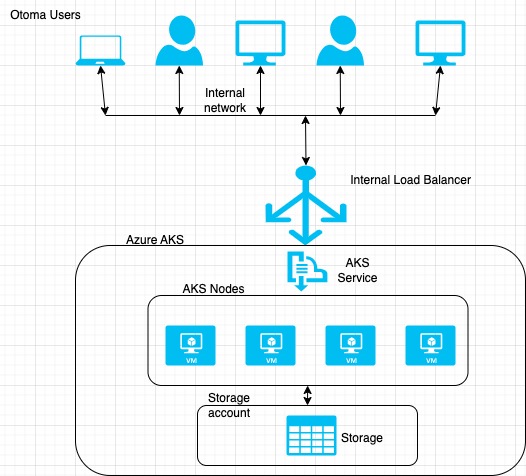 Otoma Users
Internal
network
Internal Load Balancer
Azure AKS
AKS
Service
AKS Nodes
VM
VM
VM
VM
Storage
account
Storage